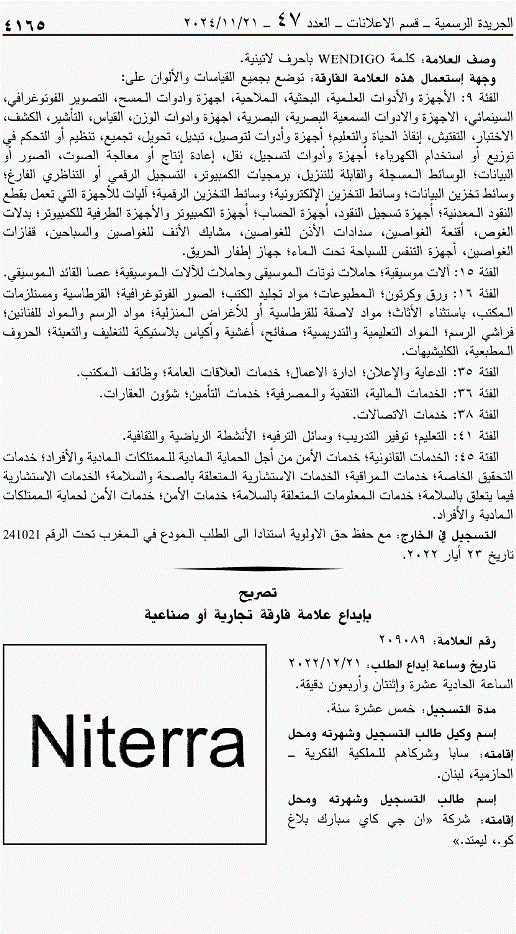 الجريدة الرسمية ــ قسم الاعلانات ــ العدد ٤٧ ــ ٢٠٢٤/١١/٢١
٤١٦٥
وصف العلامة: كلمة WENDIGO باحرف لاتينية.
وجهة إستعمال هذه العلامة الفارقة: توضع بجميع القياسات والألوان على:
الفئة ٩: الأجهزة والأدوات العلمية، البحثية، الملاحية، اجهزة وادوات المسح، التصوير الفوتوغرافي،
السينمائي، الاجهزة والادوات السمعية البصرية، البصرية، اجهزة وادوات الوزن، القياس، التأشير، الكشف،
الاختبار، التفتيش، إنقاذ الحياة والتعليم؛ أجهزة وأدوات لتوصيل، تبديل، تحويل، تجميع، تنظيم أو التحكم في
توزيع أو استخدام الكهرباء؛ أجهزة وأدوات لتسجيل، نقل، إعادة إنتاج أو معالجة الصوت، الصور أو
البيانات؛ الوسائط المسجلة والقابلة للتنزيل، برمجيات الكمبيوتر، التسجيل الرقمي أو التناظري الفارغ؛
وسائط تخزين البيانات؛ وسائط التخزين الإلكترونية؛ وسائط التخزين الرقمية؛ آليات للأجهزة التي تعمل بقطع
النقود المعدنية؛ أجهزة تسجيل النقود، أجهزة الحساب؛ أجهزة الكمبيوتر والأجهزة الطرفية للكمبيوتر؛ بدلات
الغوص، أقنعة الغواصين، سدادات الأذن للغواصين، مشابك الأنف للغواصين والسباحين، قفازات
الغواصين، أجهزة التنفس للسباحة تحت الماء؛ جهاز إطفار الحريق.
الفئة ١٥: آلات موسيقية؛ حاملات نوتات الموسيقى وحاملات للآلات الموسيقية؛ عصا القائد الموسيقي.
الفئة ١٦: ورق وكرتون؛ المطبوعات؛ مواد تجليد الكتب؛ الصور الفوتوغرافية؛ القرطاسية ومستلزمات
المكتب، باستثناء الأثاث؛ مواد لاصقة للقرطاسية أو للأغراض المنزلية؛ مواد الرسم والمواد للفنانين؛
فراشي الرسم؛ المواد التعليمية والتدريسية؛ صفائح، أغشية وأكياس بلاستيكية للتغليف والتعبئة؛ الحروف
المطبعية، الكليشيهات.
الفئة ٣٥: الدعاية والإعلان؛ ادارة الاعمال؛ خدمات العلاقات العامة؛ وظائف المكتب.
الفئة ٣٦: الخدمات المالية، النقدية والمصرفية؛ خدمات التأمين؛ شؤون العقارات.
الفئة ٣٨: خدمات الاتصالات.
الفئة ٤١: التعليم؛ توفير التدريب؛ وسائل الترفيه؛ الأنشطة الرياضية والثقافية.
الفئة ٤٥: الخدمات القانونية؛ خدمات الأمن من أجل الحماية المادية للممتلكات المادية والأفراد؛ خدمات
التحقيق الخاصة؛ خدمات المراقبة؛ الخدمات الاستشارية المتعلقة بالصحة والسلامة؛ الخدمات الاستشارية
فيما يتعلق بالسلامة؛ خدمات المعلومات المتعلقة بالسلامة؛ خدمات الأمن؛ خدمات الأمن لحماية الممتلكات
المادية والأفراد.
التسجيل في الخارج: مع حفظ حق الاولوية استنادا الى الطلب المودع في المغرب تحت الرقم 241021
تاريخ ٢٣ أيار ٢٠٢٢.
تصريح
بإيداع علامة فارقة تجارية أو صناعية
رقم العلامة: ٢٠٩٠٨٩
تاريخ وساعة إيداع الطلب: ٢٠٢٢/١٢/٢١
الساعة الحادية عشرة وإثنتان وأربعون دقيقة.
مدة التسجيل: خمس عشرة سنة.
إسم وكيل طالب التسجيل وشهرته ومحل
إقامته: سابا وشركاهم للملكية الفكرية ــ
الحازمية، لبنان.
إسم طالب التسجيل وشهرته ومحل
إقامته: شركة «ان جي كاي سبارك بلاغ
كو.، ليمتد.»
Niterra